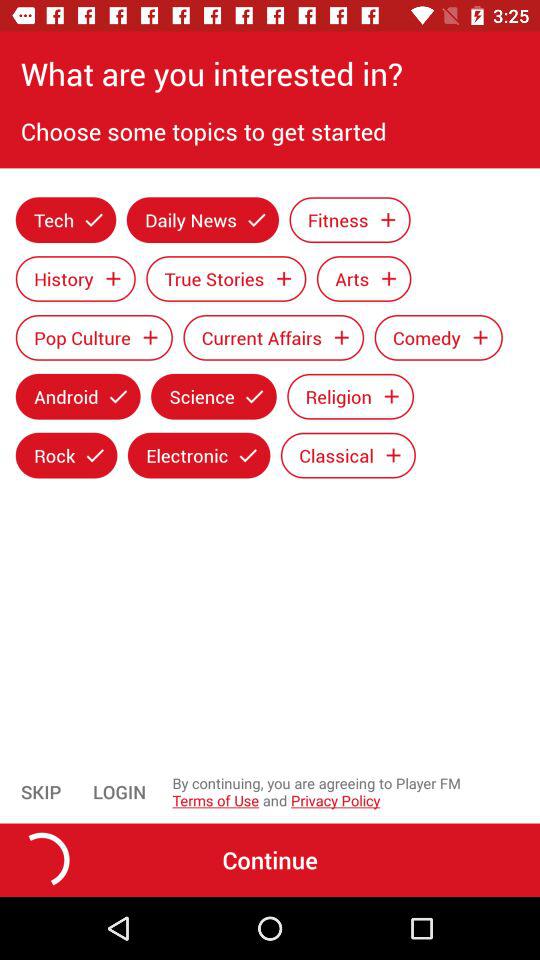 3:25
What are you interested in?
Choose some topics to get started
Tech Daily News Fitness
History True Stories Arts
Pop Culture Current Affairs Comedy
Android Science Religion
Rock Electronic Classical
SKIP LOGIN By continuing, you are agreeing to Player FM
Terms of Use and Privacy Policy
Continue